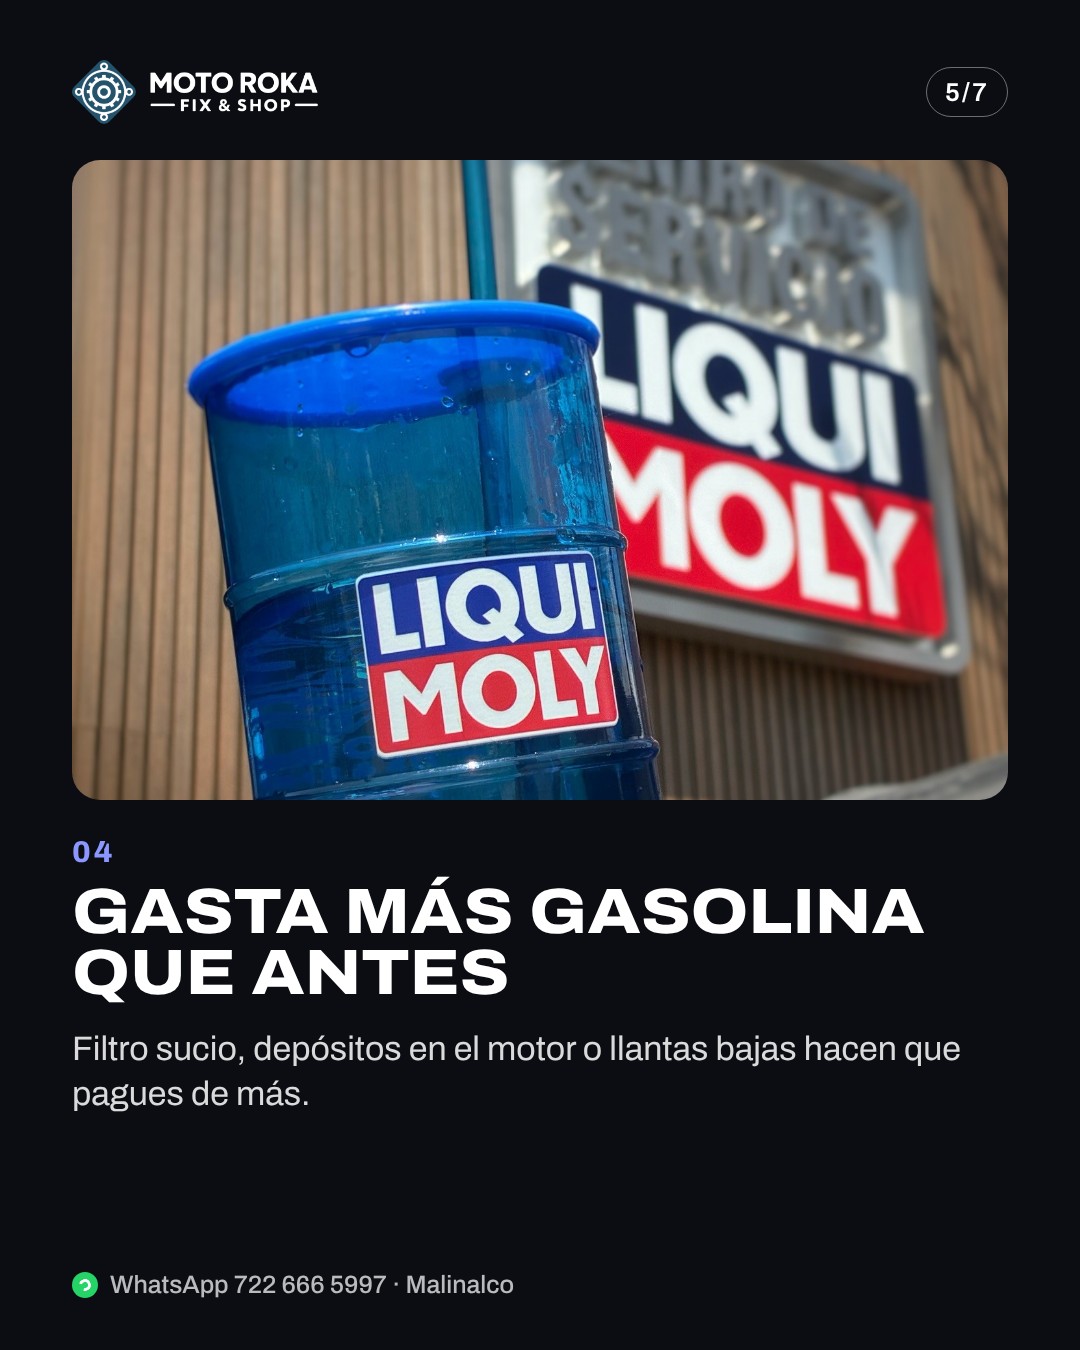 MOTO ROKA
FIX & SHOP
5/7
SERVICIO
LIQUI
MOLY
LIQUI
MOLY
04
GASTA MÁS GASOLINA
QUE ANTES
Filtro sucio, depósitos en el motor o llantas bajas hacen que
pagues de más.
WhatsApp 722 666 5997 · Malinalco